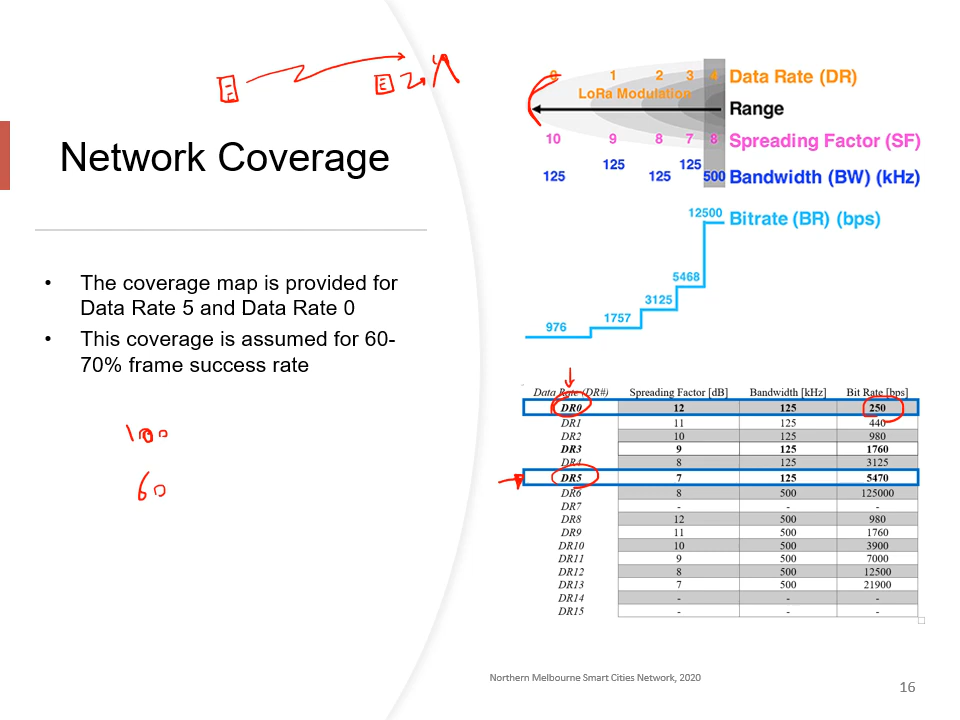 Network Coverage
• The coverage map is provided for
Data Rate 5 and Data Rate 0
• This coverage is assumed for 60-
70% frame success rate
100
60
0 1 2 3 4 Data Rate (DR)
LoRa Modulation
Range
10 9 8 7 8 Spreading Factor (SF)
125 125 125 125 500 Bandwidth (BW) (kHz)
12500 Bitrate (BR) (bps)
5468
3125
1757
976
Data Rate (DR#) Spreading Factor [dB] Bandwidth [kHz] Bit Rate [bps]
DR0 12 125 250
DR1 11 125 440
DR2 10 125 980
DR3 9 125 1760
DR4 8 125 3125
DR5 7 125 5470
DR6 8 500 125000
DR7 - - -
DR8 12 500 980
DR9 11 500 1760
DR10 10 500 3900
DR11 9 500 7000
DR12 8 500 12500
DR13 7 500 21900
DR14 - - -
DR15 - - -
Northern Melbourne Smart Cities Network, 2020
16